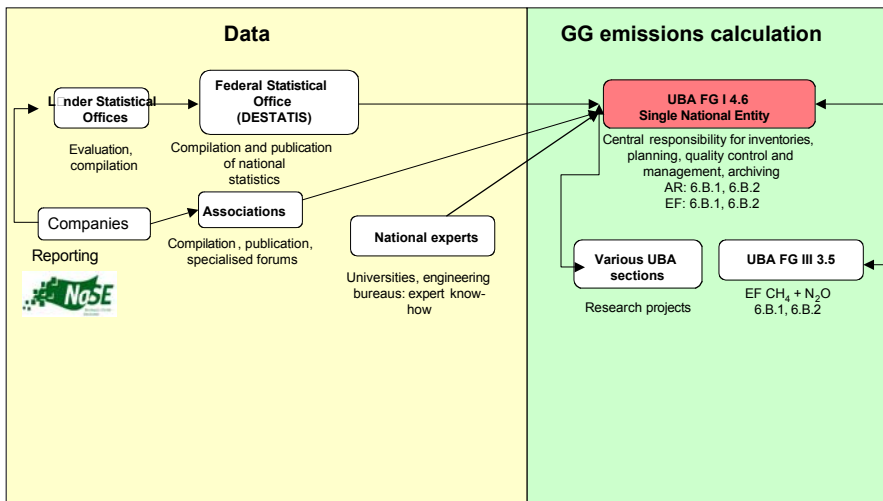 Data
GG emissions calculation
L□nder Statistical
Offices
Evaluation,
compilation
Federal Statistical
Office
(DESTATIS)
Compilation and publication
of national
statistics
UBA FG I 4.6
Single National Entity
Central responsibility for inventories,
planning, quality control and
management, archiving
AR: 6.B.1, 6.B.2
EF: 6.B.1, 6.B.2
Companies
Reporting
NaSE
Associations
Compilation, publication,
specialised forums
National experts
Universities, engineering
bureaus: expert know-
how
Various UBA
sections
Research projects
UBA FG III 3.5
EF CH₄ + N₂O
6.B.1, 6.B.2